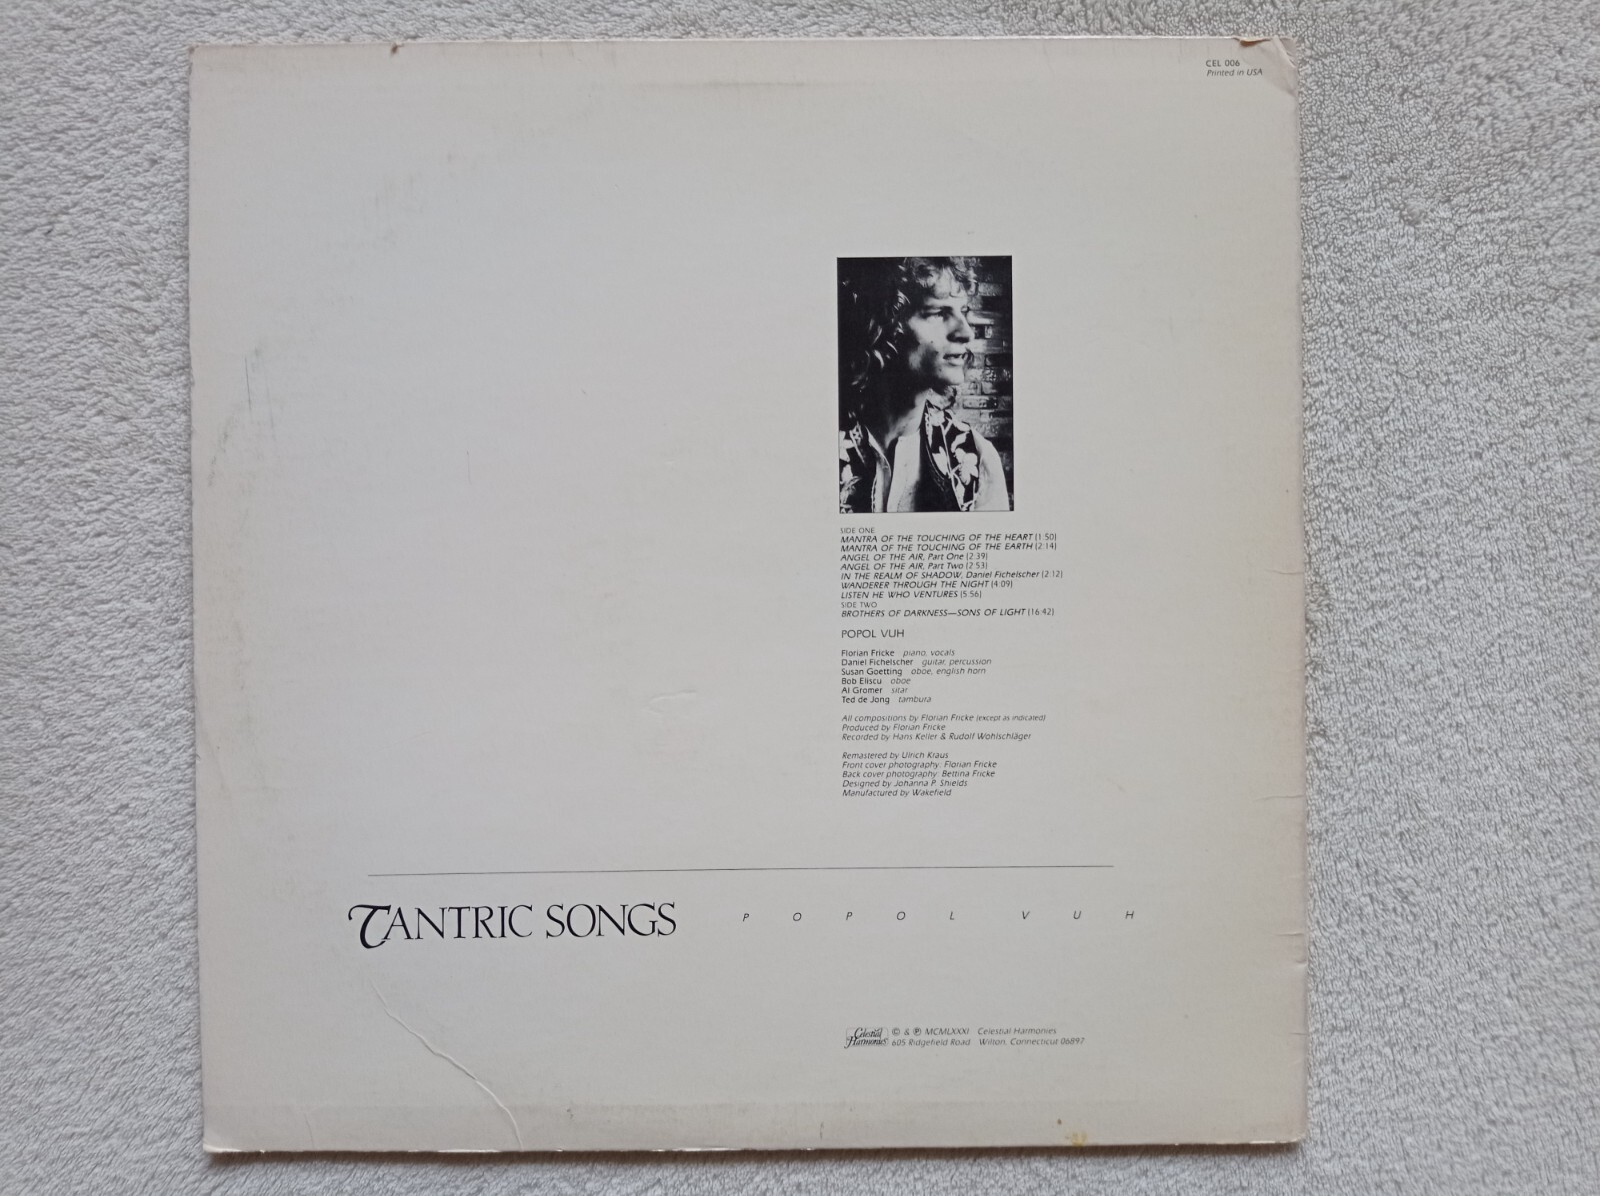 CEL 006
Printed in USA
SIDE ONE
MANTRA OF THE TOUCHING OF THE HEART (1:50)
MANTRA OF THE TOUCHING OF THE EARTH (2:14)
ANGEL OF THE AIR, Part One (2:39)
ANGEL OF THE AIR, Part Two (2:53)
IN THE REALM OF SHADOW, Daniel Fichelscher (2:12)
WANDERER THROUGH THE NIGHT (4:09)
LISTEN HE WHO VENTURES (5:56)
SIDE TWO
BROTHERS OF DARKNESS—SONS OF LIGHT (16:42)
POPOL VUH
Florian Fricke piano, vocals
Daniel Fichelscher guitar, percussion
Susan Goetting oboe, english horn
Bob Eliscu oboe
Al Gromer sitar
Ted de Jong tambura
All compositions by Florian Fricke (except as indicated)
Produced by Florian Fricke
Recorded by Hans Keller & Rudolf Wohlschläger
Remastered by Ulrich Kraus
Front cover photography: Florian Fricke
Back cover photography: Bettina Fricke
Designed by Johanna P. Shields
Manufactured by Wakefield
TANTRIC SONGS POPOL VUH
Celestial Harmonies © & ℗ MCMLXXXI Celestial Harmonies
605 Ridgefield Road Wilton, Connecticut 06897